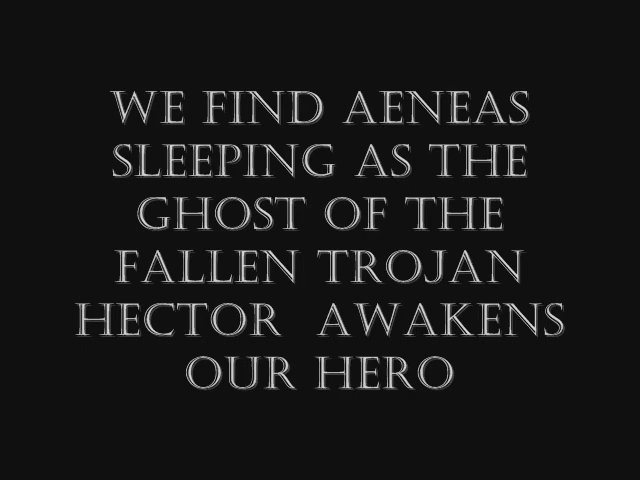 WE FIND AENEAS
SLEEPING AS THE
GHOST OF THE
FALLEN TROJAN
HECTOR  AWAKENS
OUR HERO